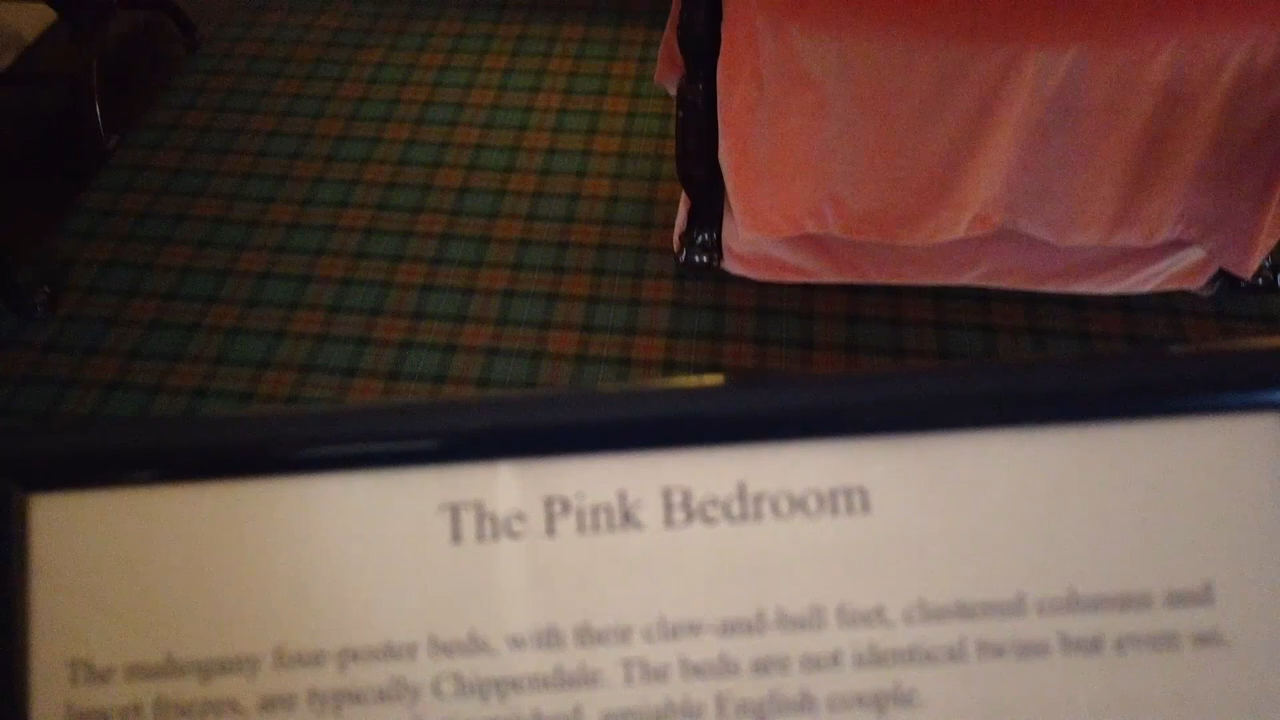 The Pink Bedroom
The mahogany four-poster beds, with their claw-and-ball feet, clustered columns and
friezes, are typically Chippendale. The beds are not identical twins but even so,
amiable English couple.